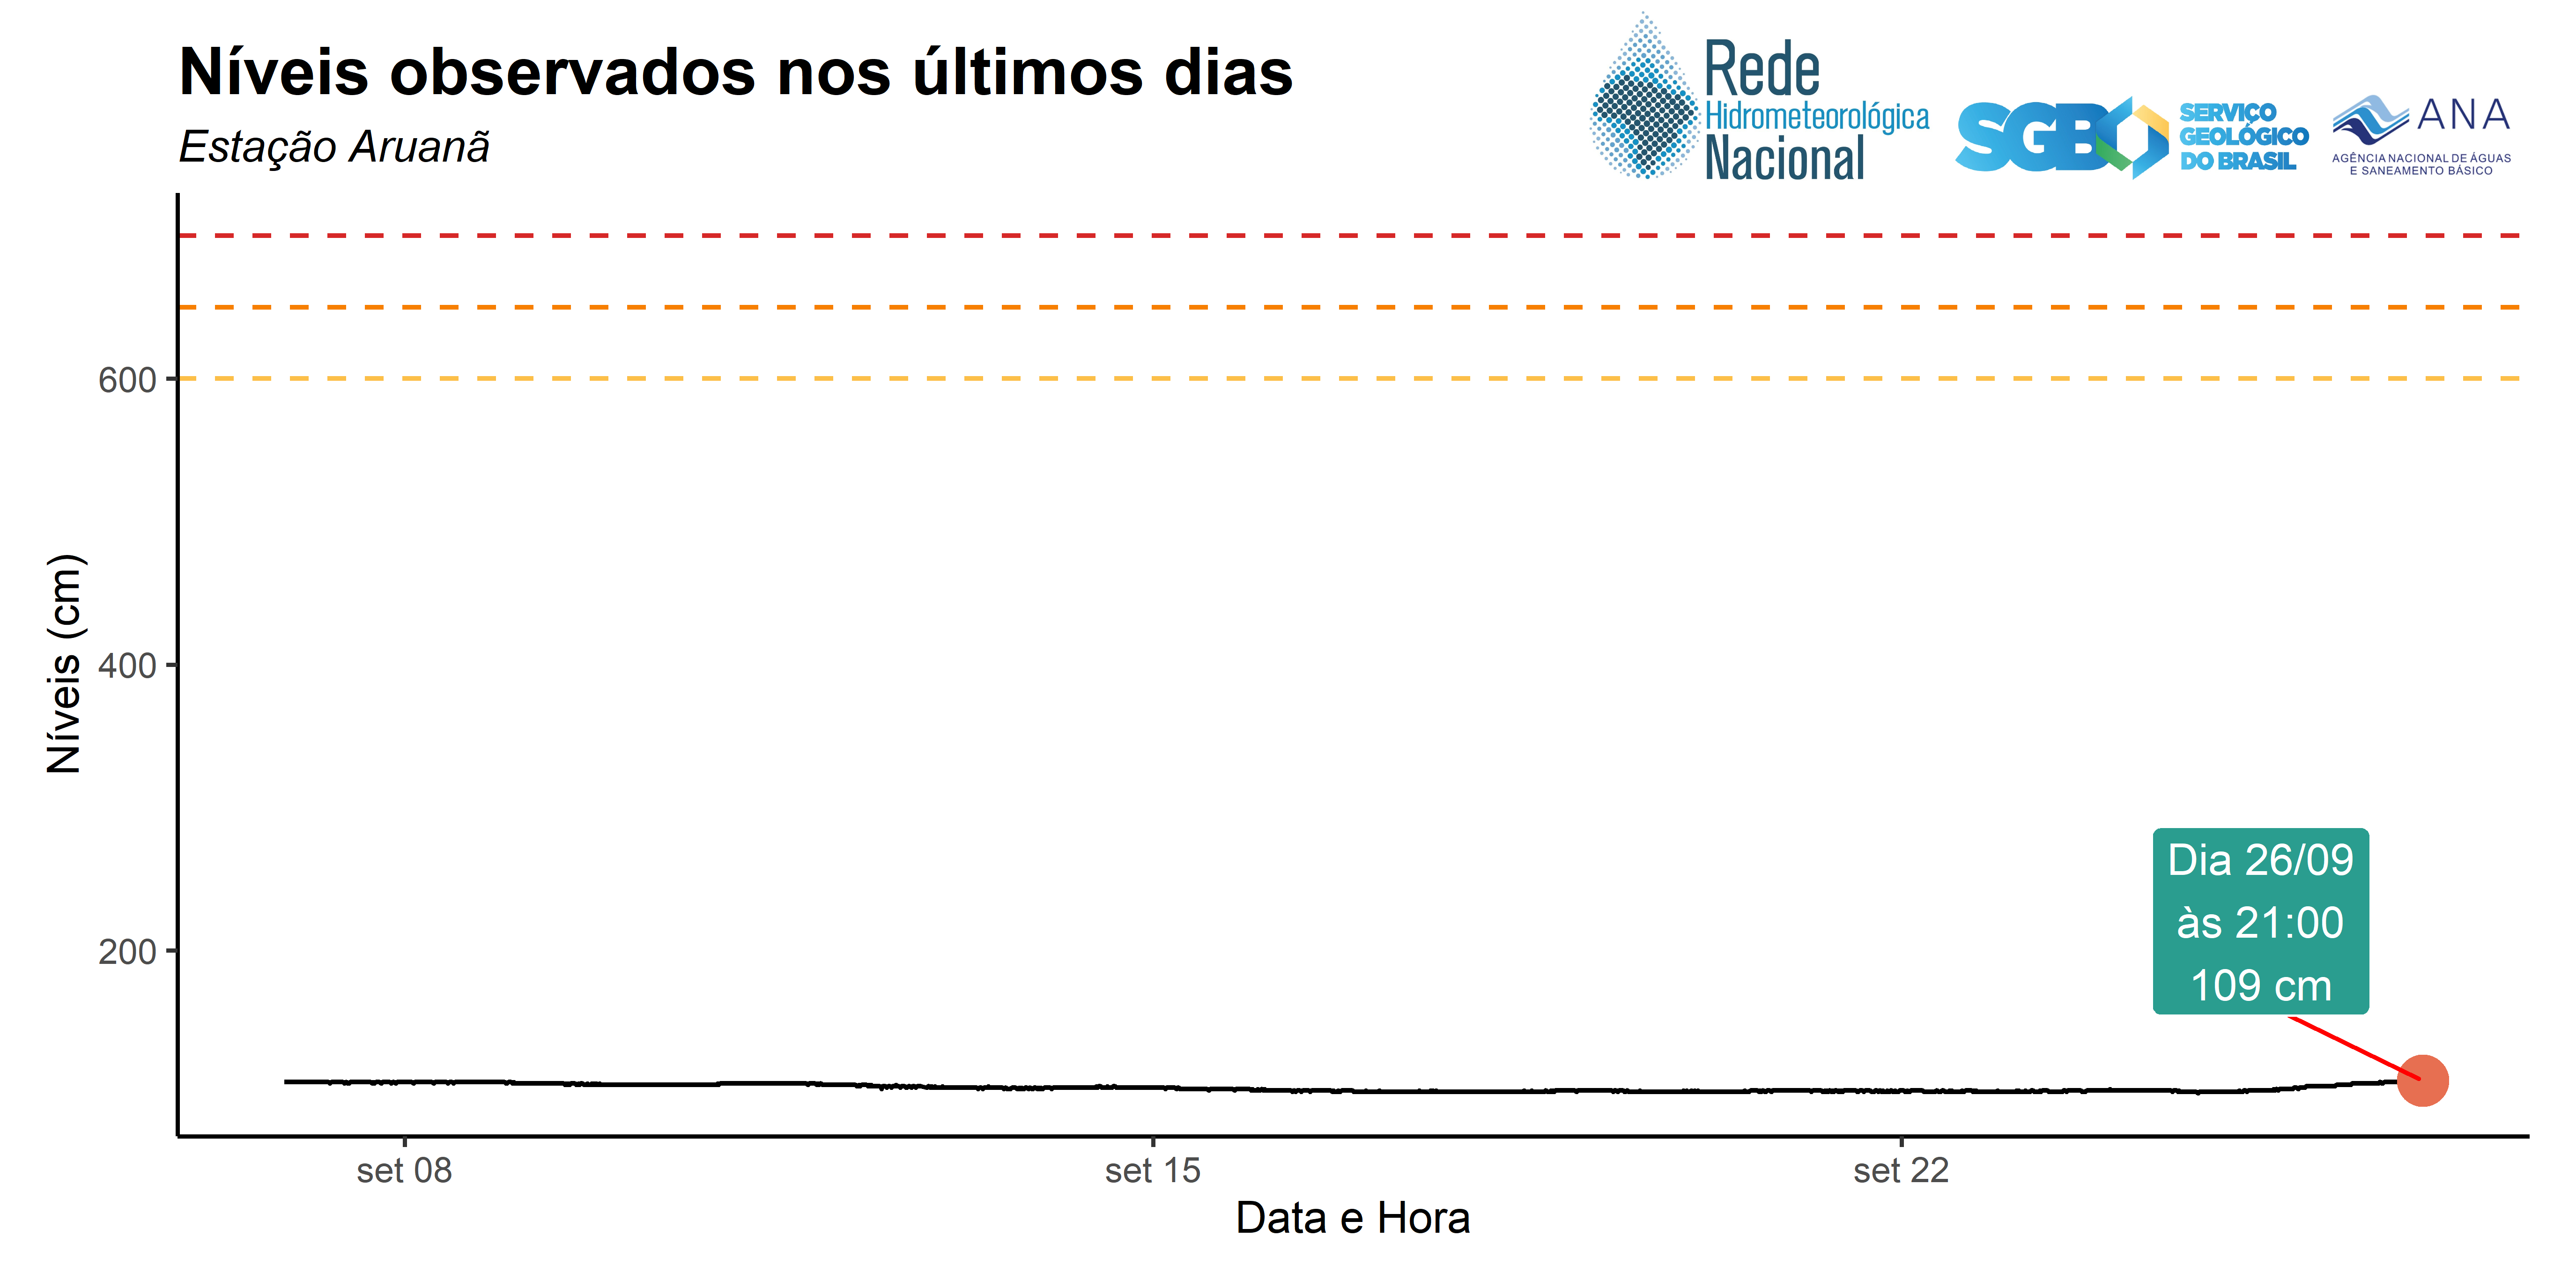 Níveis observados nos últimos dias
Estação Aruanã
Rede
Hidrometeorológica
Nacional
SGB
SERVIÇO
GEOLÓGICO
DO BRASIL
ANA
AGÊNCIA NACIONAL DE ÁGUAS
E SANEAMENTO BÁSICO
Níveis (cm)
600
400
200
Dia 26/09
às 21:00
109 cm
set 08
set 15
set 22
Data e Hora